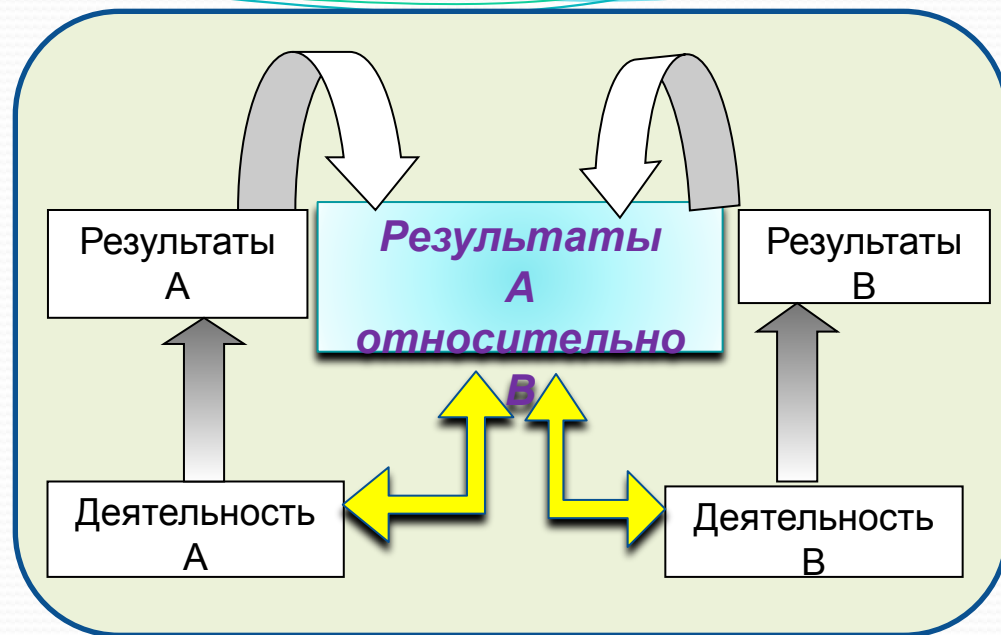 Результаты
А
Результаты
А
относительно
В
Результаты
В
Деятельность
А
Деятельность
В